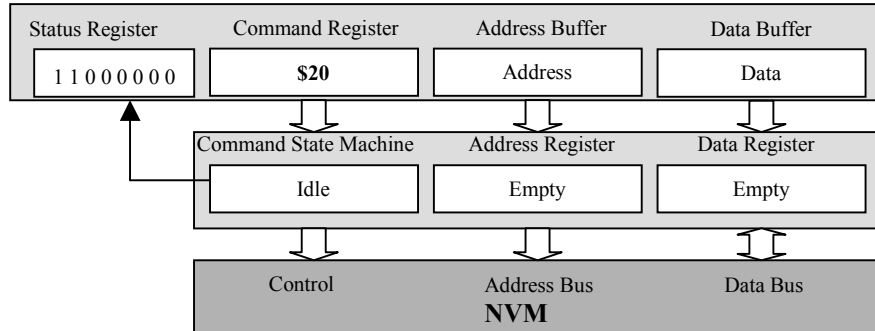 Status Register Command Register Address Buffer Data Buffer
1 1 0 0 0 0 0 0 $20 Address Data
Command State Machine Address Register Data Register
Idle Empty Empty
Control Address Bus Data Bus
NVM